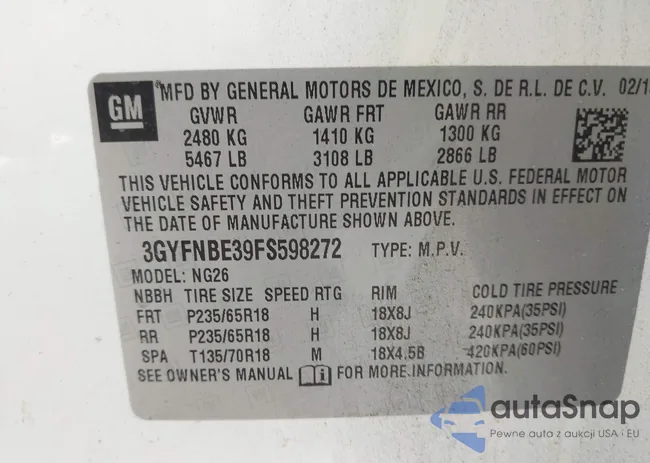 GM
MFD BY GENERAL MOTORS DE MEXICO, S. DE R.L. DE C.V. 02/1
GVWR GAWR FRT GAWR RR
2480 KG 1410 KG 1300 KG
5467 LB 3108 LB 2866 LB
THIS VEHICLE CONFORMS TO ALL APPLICABLE U.S. FEDERAL MOTOR
VEHICLE SAFETY AND THEFT PREVENTION STANDARDS IN EFFECT ON
THE DATE OF MANUFACTURE SHOWN ABOVE.
3GYFNBE39FS598272 TYPE: M.P.V.
MODEL: NG26
NBBH TIRE SIZE SPEED RTG RIM COLD TIRE PRESSURE
FRT P235/65R18 H 18X8J 240KPA(35PSI)
RR P235/65R18 H 18X8J 240KPA(35PSI)
SPA T135/70R18 M 18X4.5B 420KPA(60PSI)
SEE OWNER'S MANUAL FOR MORE INFORMATION.
autaSnap
Pewne auta z aukcji USA i EU